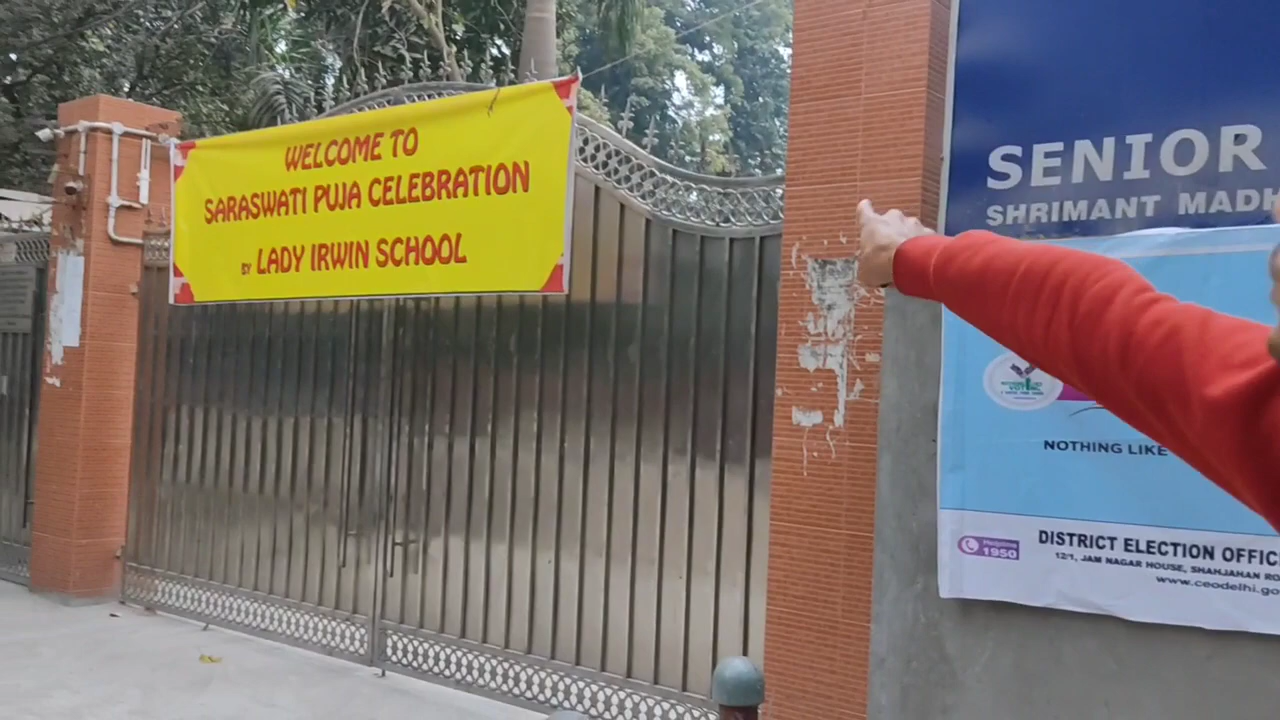 WELCOME TO
SARASWATI PUJA CELEBRATION
BY LADY IRWIN SCHOOL
SENIOR
SHRIMANT MADH
NOTHING LIKE
Helpline
1950
DISTRICT ELECTION OFFIC
12/1, JAM NAGAR HOUSE, SHAHJAHAN RO
www.ceodelhi.go